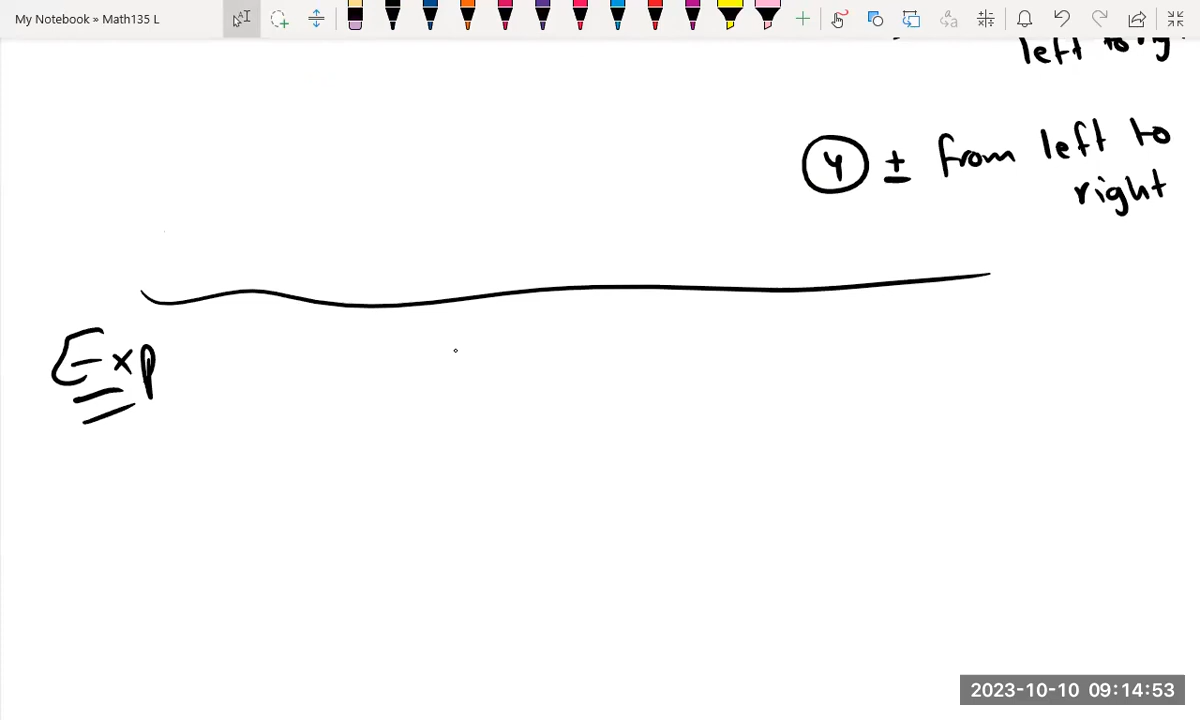 My Notebook » Math135 L
left to
④ ± from left to
right
Exp
2023-10-10 09:14:53